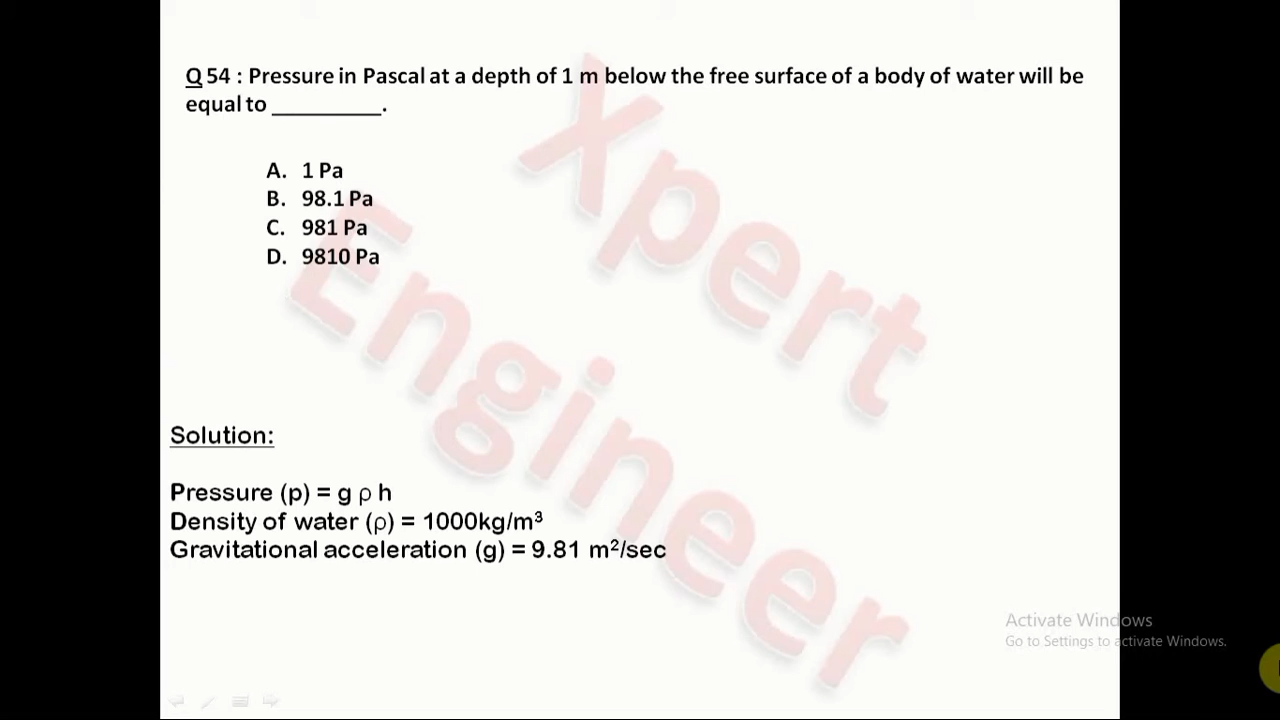 Q 54 : Pressure in Pascal at a depth of 1 m below the free surface of a body of water will be
equal to _________.
A. 1 Pa
B. 98.1 Pa
C. 981 Pa
D. 9810 Pa
Xpert
Engineer
Solution:
Pressure (p) = g ρ h
Density of water (ρ) = 1000kg/m³
Gravitational acceleration (g) = 9.81 m²/sec
Activate Windows
Go to Settings to activate Windows.